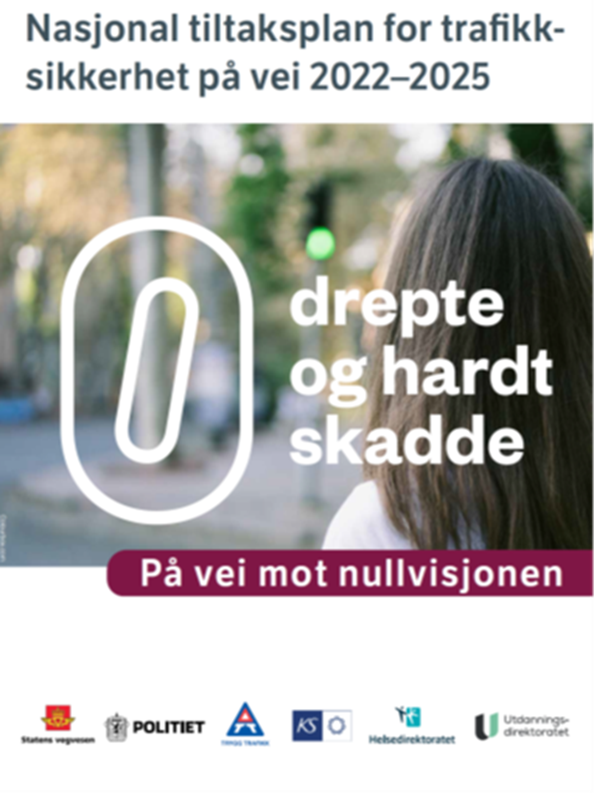 Nasjonal tiltaksplan for trafikk-
sikkerhet på vei 2022–2025
0
drepte
og hardt
skadde
På vei mot nullvisjonen
Statens vegvesen
POLITIET
TRYGG TRAFIKK
KS
Helsedirektoratet
Utdannings-
direktoratet